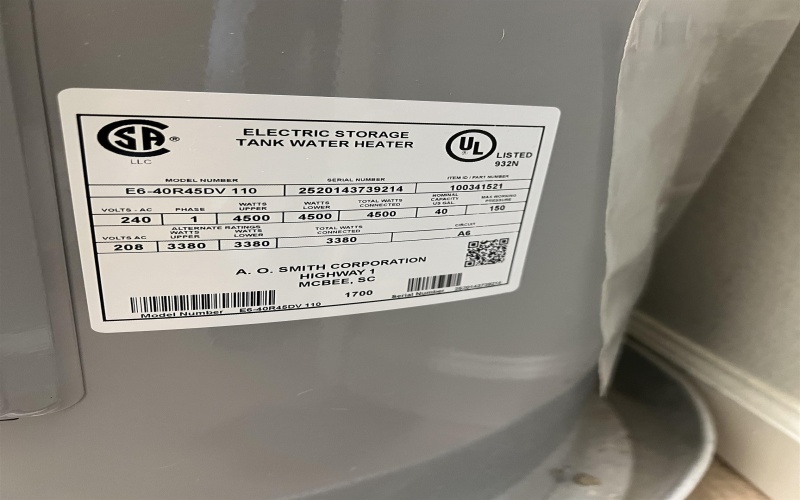 CSA®
LLC
ELECTRIC STORAGE
TANK WATER HEATER
UL LISTED
932N
MODEL NUMBER SERIAL NUMBER ITEM ID / PART NUMBER
E6-40R45DV 110 2520143739214 100341521
VOLTS - AC PHASE WATTS UPPER WATTS LOWER TOTAL WATTS CONNECTED NOMINAL CAPACITY US GAL MAX WORKING PRESSURE
240 1 4500 4500 4500 40 150
ALTERNATE RATINGS
VOLTS AC WATTS UPPER WATTS LOWER TOTAL WATTS CONNECTED CIRCUIT
208 3380 3380 3380 A6
A. O. SMITH CORPORATION
HIGHWAY 1
MCBEE, SC
1700
Model Number E6-40R45DV 110
Serial Number 2520143739214